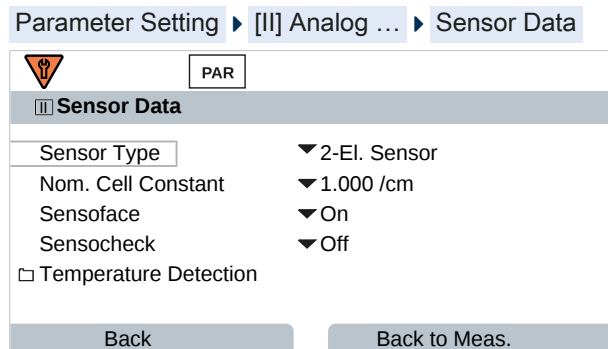 Parameter Setting ▸ [II] Analog … ▸ Sensor Data
PAR
II Sensor Data
Sensor Type 2-El. Sensor
Nom. Cell Constant 1.000 /cm
Sensoface On
Sensocheck Off
Temperature Detection
Back Back to Meas.